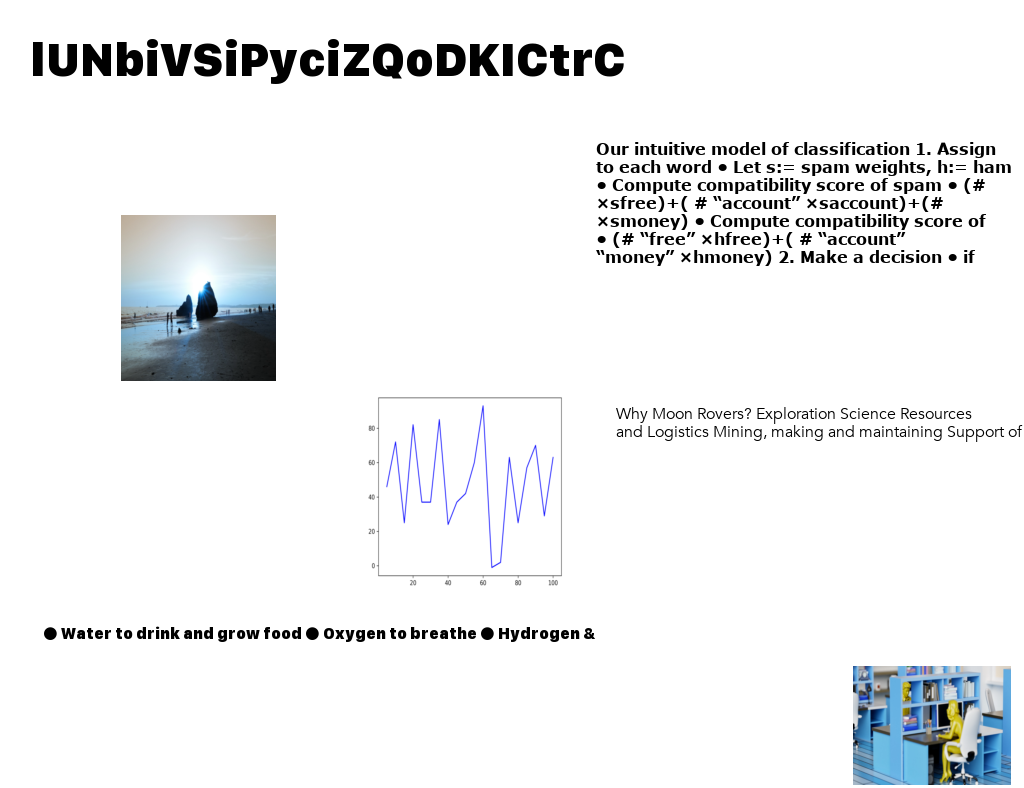 lUNbiVSiPyciZQoDKICtrC
Our intuitive model of classification 1. Assign
to each word ● Let s:= spam weights, h:= ham
● Compute compatibility score of spam ● (#
×sfree)+( # “account” ×saccount)+(#
×smoney) ● Compute compatibility score of
● (# “free” ×hfree)+( # “account”
“money” ×hmoney) 2. Make a decision ● if
Why Moon Rovers? Exploration Science Resources
and Logistics Mining, making and maintaining Support of
80
60
40
20
0
20 40 60 80 100
● Water to drink and grow food ● Oxygen to breathe ● Hydrogen &